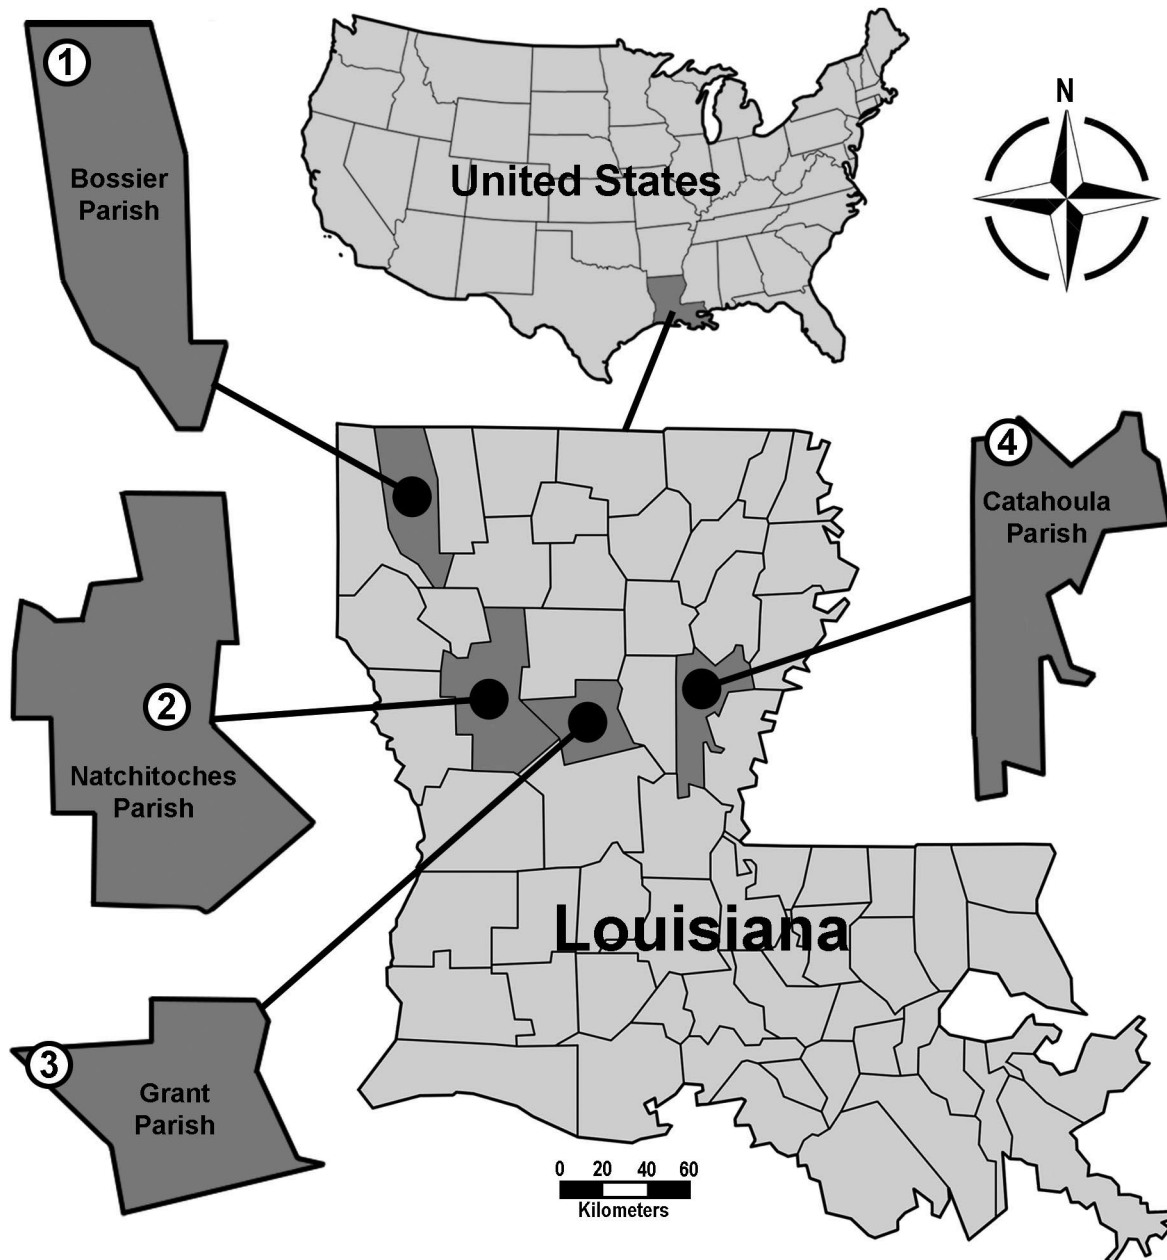 1
Bossier
Parish
United States
N
4
Catahoula
Parish
2
Natchitoches
Parish
Louisiana
3
Grant
Parish
0 20 40 60
Kilometers